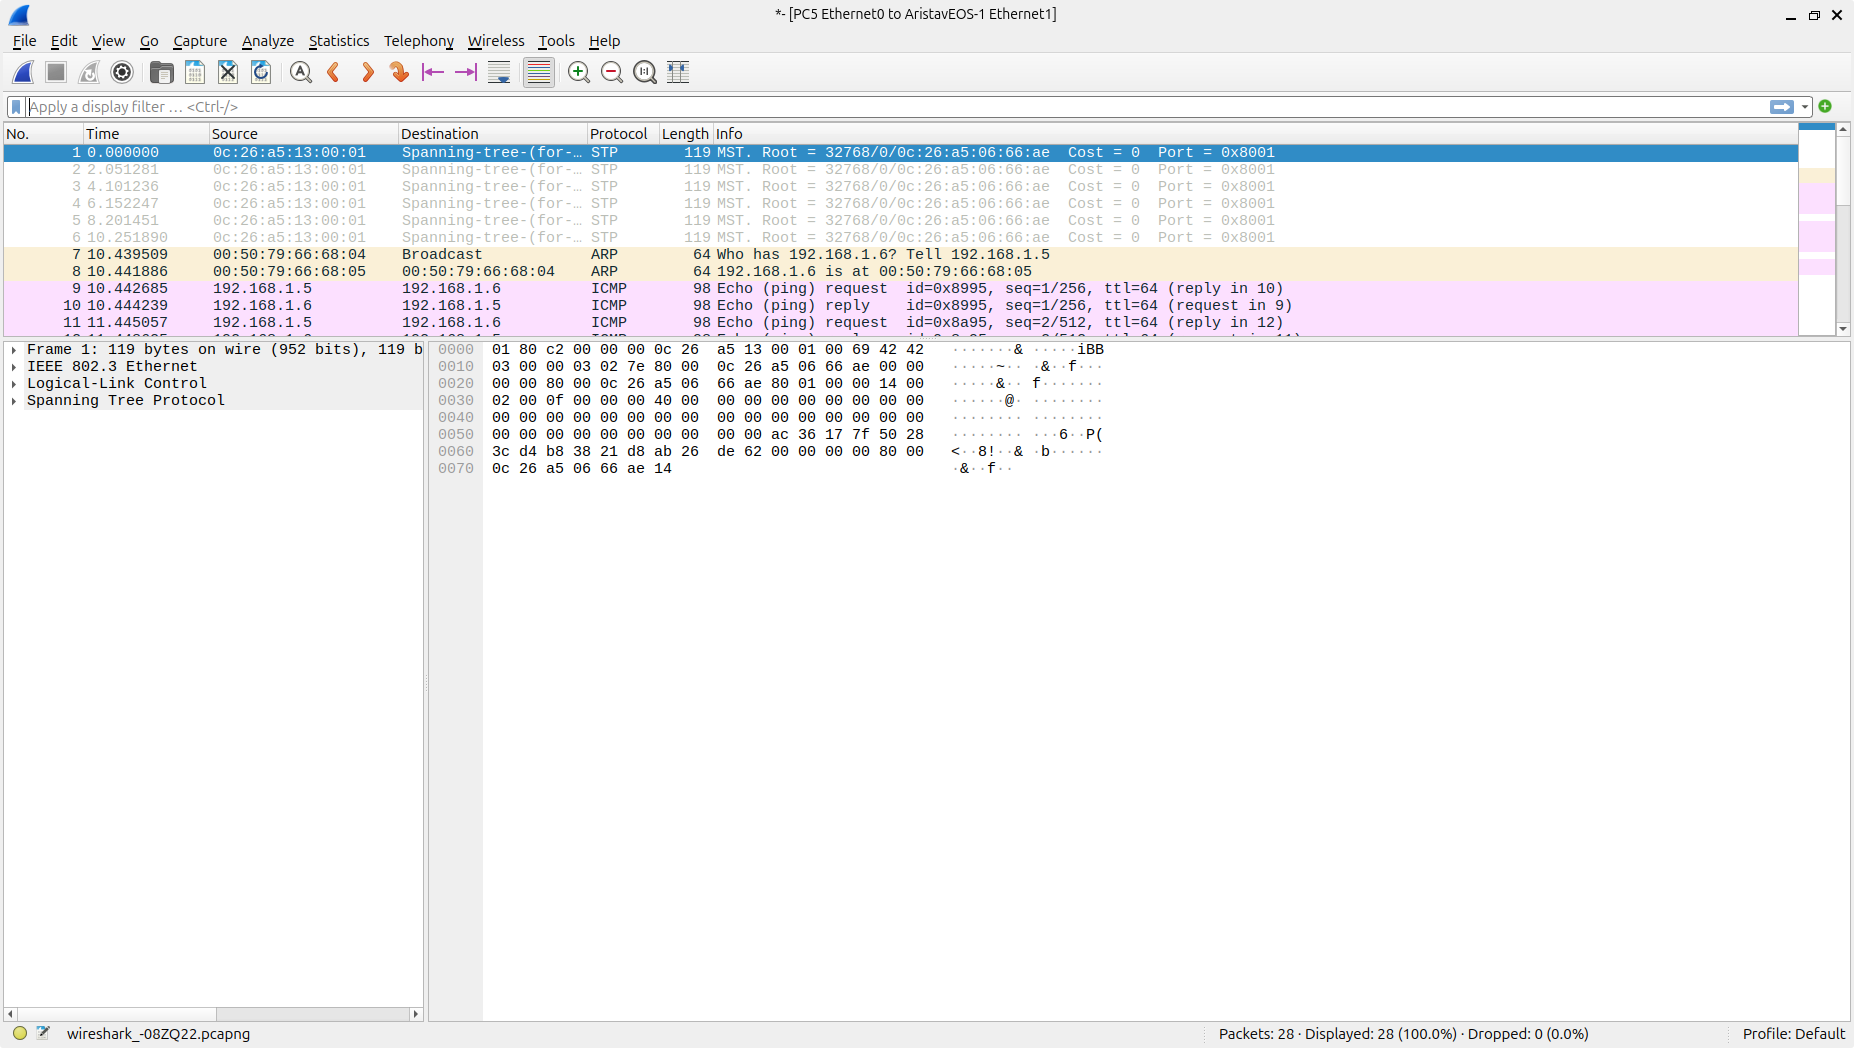 *- [PC5 Ethernet0 to AristavEOS-1 Ethernet1]
File Edit View Go Capture Analyze Statistics Telephony Wireless Tools Help
Apply a display filter … <Ctrl-/>
No. Time Source Destination Protocol Length Info
1 0.000000 0c:26:a5:13:00:01 Spanning-tree-(for-… STP 119 MST. Root = 32768/0/0c:26:a5:06:66:ae Cost = 0 Port = 0x8001
2 2.051281 0c:26:a5:13:00:01 Spanning-tree-(for-… STP 119 MST. Root = 32768/0/0c:26:a5:06:66:ae Cost = 0 Port = 0x8001
3 4.101236 0c:26:a5:13:00:01 Spanning-tree-(for-… STP 119 MST. Root = 32768/0/0c:26:a5:06:66:ae Cost = 0 Port = 0x8001
4 6.152247 0c:26:a5:13:00:01 Spanning-tree-(for-… STP 119 MST. Root = 32768/0/0c:26:a5:06:66:ae Cost = 0 Port = 0x8001
5 8.201451 0c:26:a5:13:00:01 Spanning-tree-(for-… STP 119 MST. Root = 32768/0/0c:26:a5:06:66:ae Cost = 0 Port = 0x8001
6 10.251890 0c:26:a5:13:00:01 Spanning-tree-(for-… STP 119 MST. Root = 32768/0/0c:26:a5:06:66:ae Cost = 0 Port = 0x8001
7 10.439509 00:50:79:66:68:04 Broadcast ARP 64 Who has 192.168.1.6? Tell 192.168.1.5
8 10.441886 00:50:79:66:68:05 00:50:79:66:68:04 ARP 64 192.168.1.6 is at 00:50:79:66:68:05
9 10.442685 192.168.1.5 192.168.1.6 ICMP 98 Echo (ping) request id=0x8995, seq=1/256, ttl=64 (reply in 10)
10 10.444239 192.168.1.6 192.168.1.5 ICMP 98 Echo (ping) reply id=0x8995, seq=1/256, ttl=64 (request in 9)
11 11.445057 192.168.1.5 192.168.1.6 ICMP 98 Echo (ping) request id=0x8a95, seq=2/512, ttl=64 (reply in 12)
Frame 1: 119 bytes on wire (952 bits), 119 b
IEEE 802.3 Ethernet
Logical-Link Control
Spanning Tree Protocol
0000 01 80 c2 00 00 00 0c 26 a5 13 00 01 00 69 42 42 ·······& ·····iBB
0010 03 00 00 03 02 7e 80 00 0c 26 a5 06 66 ae 00 00 ·····~·· ·&··f···
0020 00 00 80 00 0c 26 a5 06 66 ae 80 01 00 00 14 00 ·····&·· f·······
0030 02 00 0f 00 00 00 40 00 00 00 00 00 00 00 00 00 ······@· ········
0040 00 00 00 00 00 00 00 00 00 00 00 00 00 00 00 00 ········ ········
0050 00 00 00 00 00 00 00 00 00 00 ac 36 17 7f 50 28 ········ ···6··P(
0060 3c d4 b8 38 21 d8 ab 26 de 62 00 00 00 00 80 00 <··8!··& ·b······
0070 0c 26 a5 06 66 ae 14 ·&··f··
wireshark_-08ZQ22.pcapng
Packets: 28 · Displayed: 28 (100.0%) · Dropped: 0 (0.0%)
Profile: Default